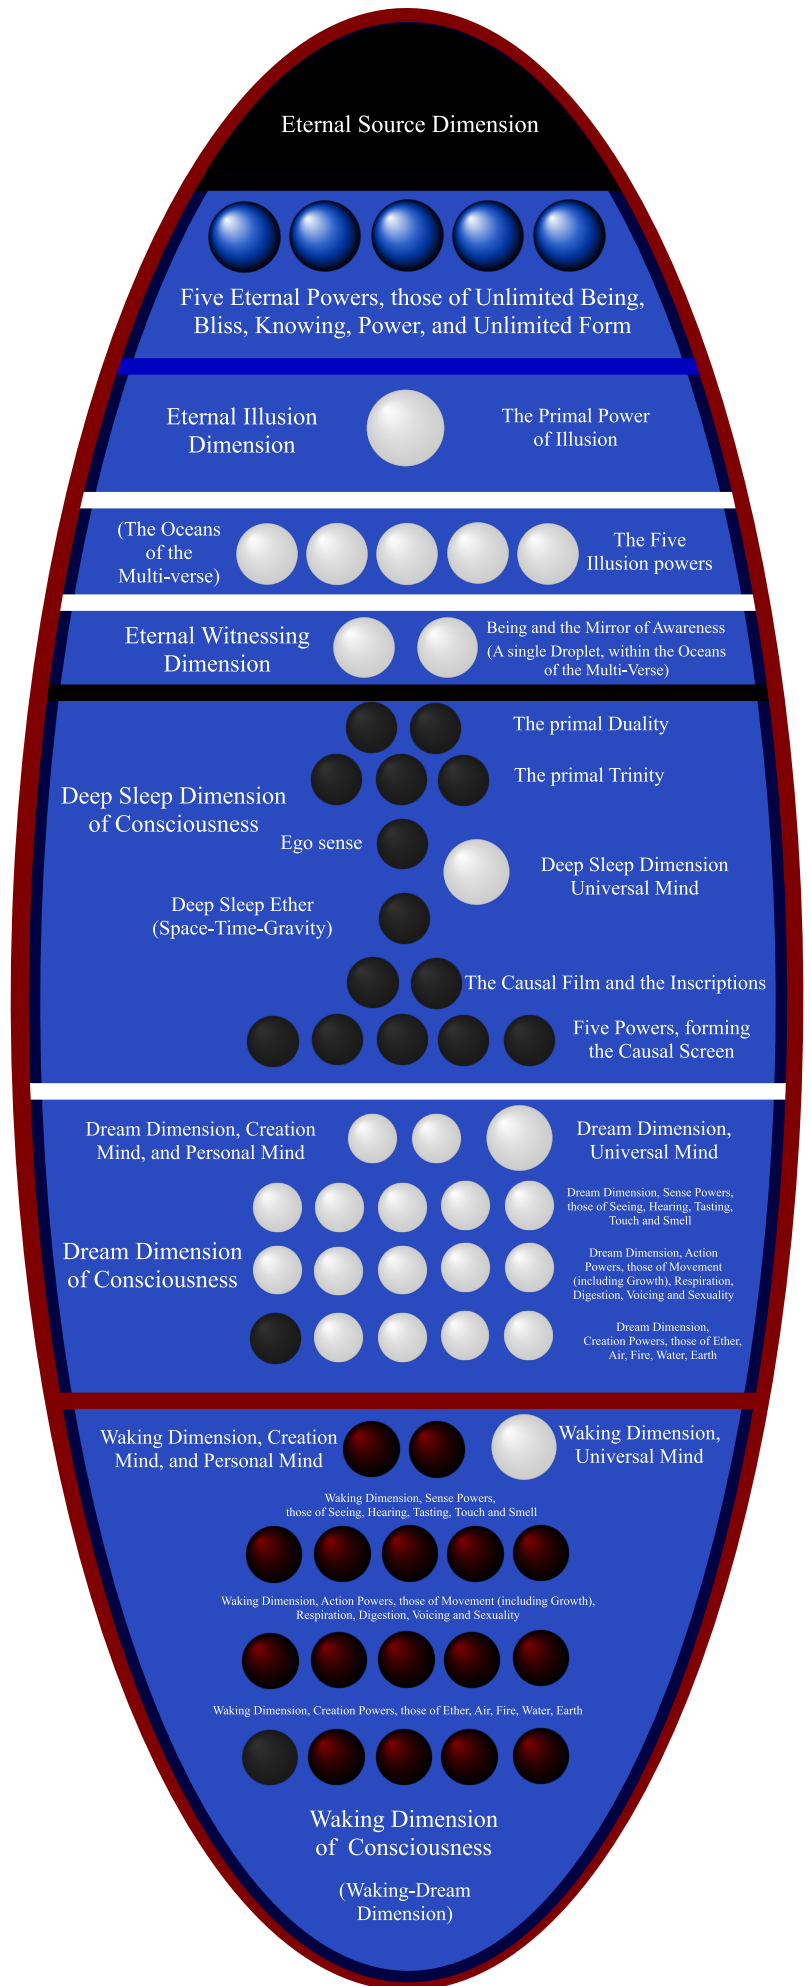 Eternal Source Dimension
Five Eternal Powers, those of Unlimited Being,
Bliss, Knowing, Power, and Unlimited Form
Eternal Illusion
Dimension
The Primal Power
of Illusion
(The Oceans
of the
Multi-verse)
The Five
Illusion powers
Eternal Witnessing
Dimension
Being and the Mirror of Awareness
(A single Droplet, within the Oceans
of the Multi-Verse)
The primal Duality
The primal Trinity
Deep Sleep Dimension
of Consciousness
Ego sense
Deep Sleep Dimension
Universal Mind
Deep Sleep Ether
(Space-Time-Gravity)
The Causal Film and the Inscriptions
Five Powers, forming
the Causal Screen
Dream Dimension, Creation
Mind, and Personal Mind
Dream Dimension,
Universal Mind
Dream Dimension, Sense Powers,
those of Seeing, Hearing, Tasting,
Touch and Smell
Dream Dimension
of Consciousness
Dream Dimension, Action
Powers, those of Movement
(including Growth), Respiration,
Digestion, Voicing and Sexuality
Dream Dimension,
Creation Powers, those of Ether,
Air, Fire, Water, Earth
Waking Dimension, Creation
Mind, and Personal Mind
Waking Dimension,
Universal Mind
Waking Dimension, Sense Powers,
those of Seeing, Hearing, Tasting, Touch and Smell
Waking Dimension, Action Powers, those of Movement (including Growth),
Respiration, Digestion, Voicing and Sexuality
Waking Dimension, Creation Powers, those of Ether, Air, Fire, Water, Earth
Waking Dimension
of Consciousness
(Waking-Dream
Dimension)